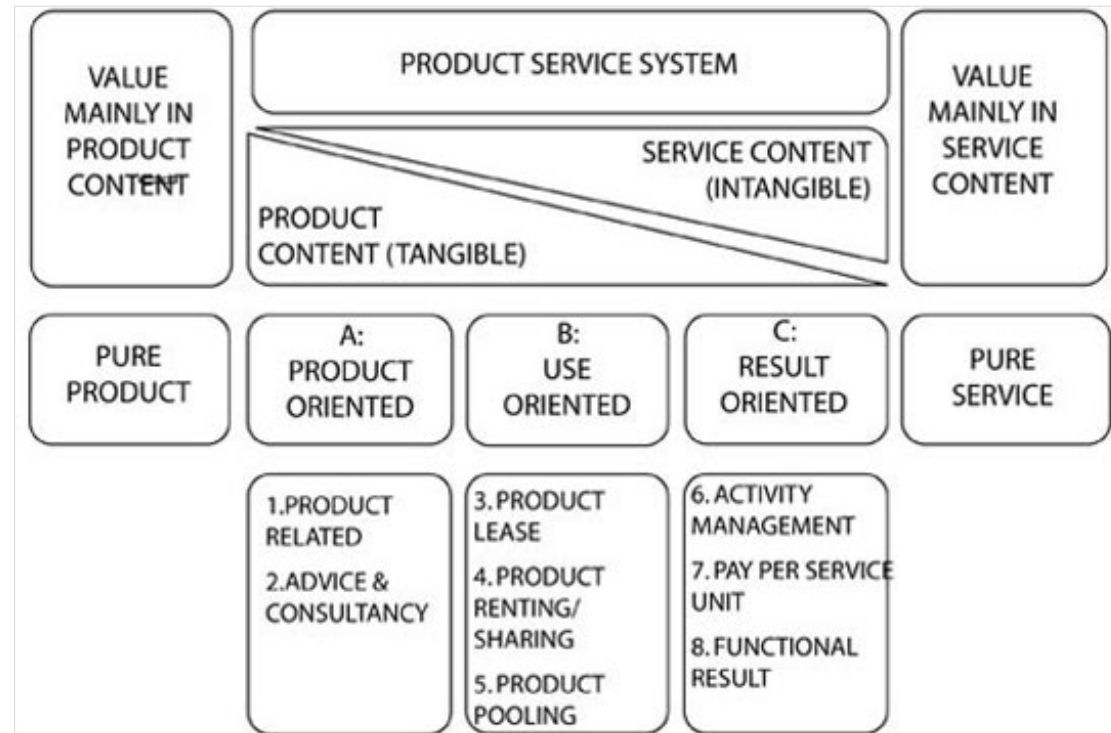 VALUE
MAINLY IN
PRODUCT
CONTENT
PRODUCT SERVICE SYSTEM
SERVICE CONTENT
(INTANGIBLE)
PRODUCT
CONTENT (TANGIBLE)
VALUE
MAINLY IN
SERVICE
CONTENT
PURE
PRODUCT
A:
PRODUCT
ORIENTED
B:
USE
ORIENTED
C:
RESULT
ORIENTED
PURE
SERVICE
1.PRODUCT
RELATED
2.ADVICE &
CONSULTANCY
3.PRODUCT
LEASE
4.PRODUCT
RENTING/
SHARING
5.PRODUCT
POOLING
6.ACTIVITY
MANAGEMENT
7.PAY PER SERVICE
UNIT
8.FUNCTIONAL
RESULT